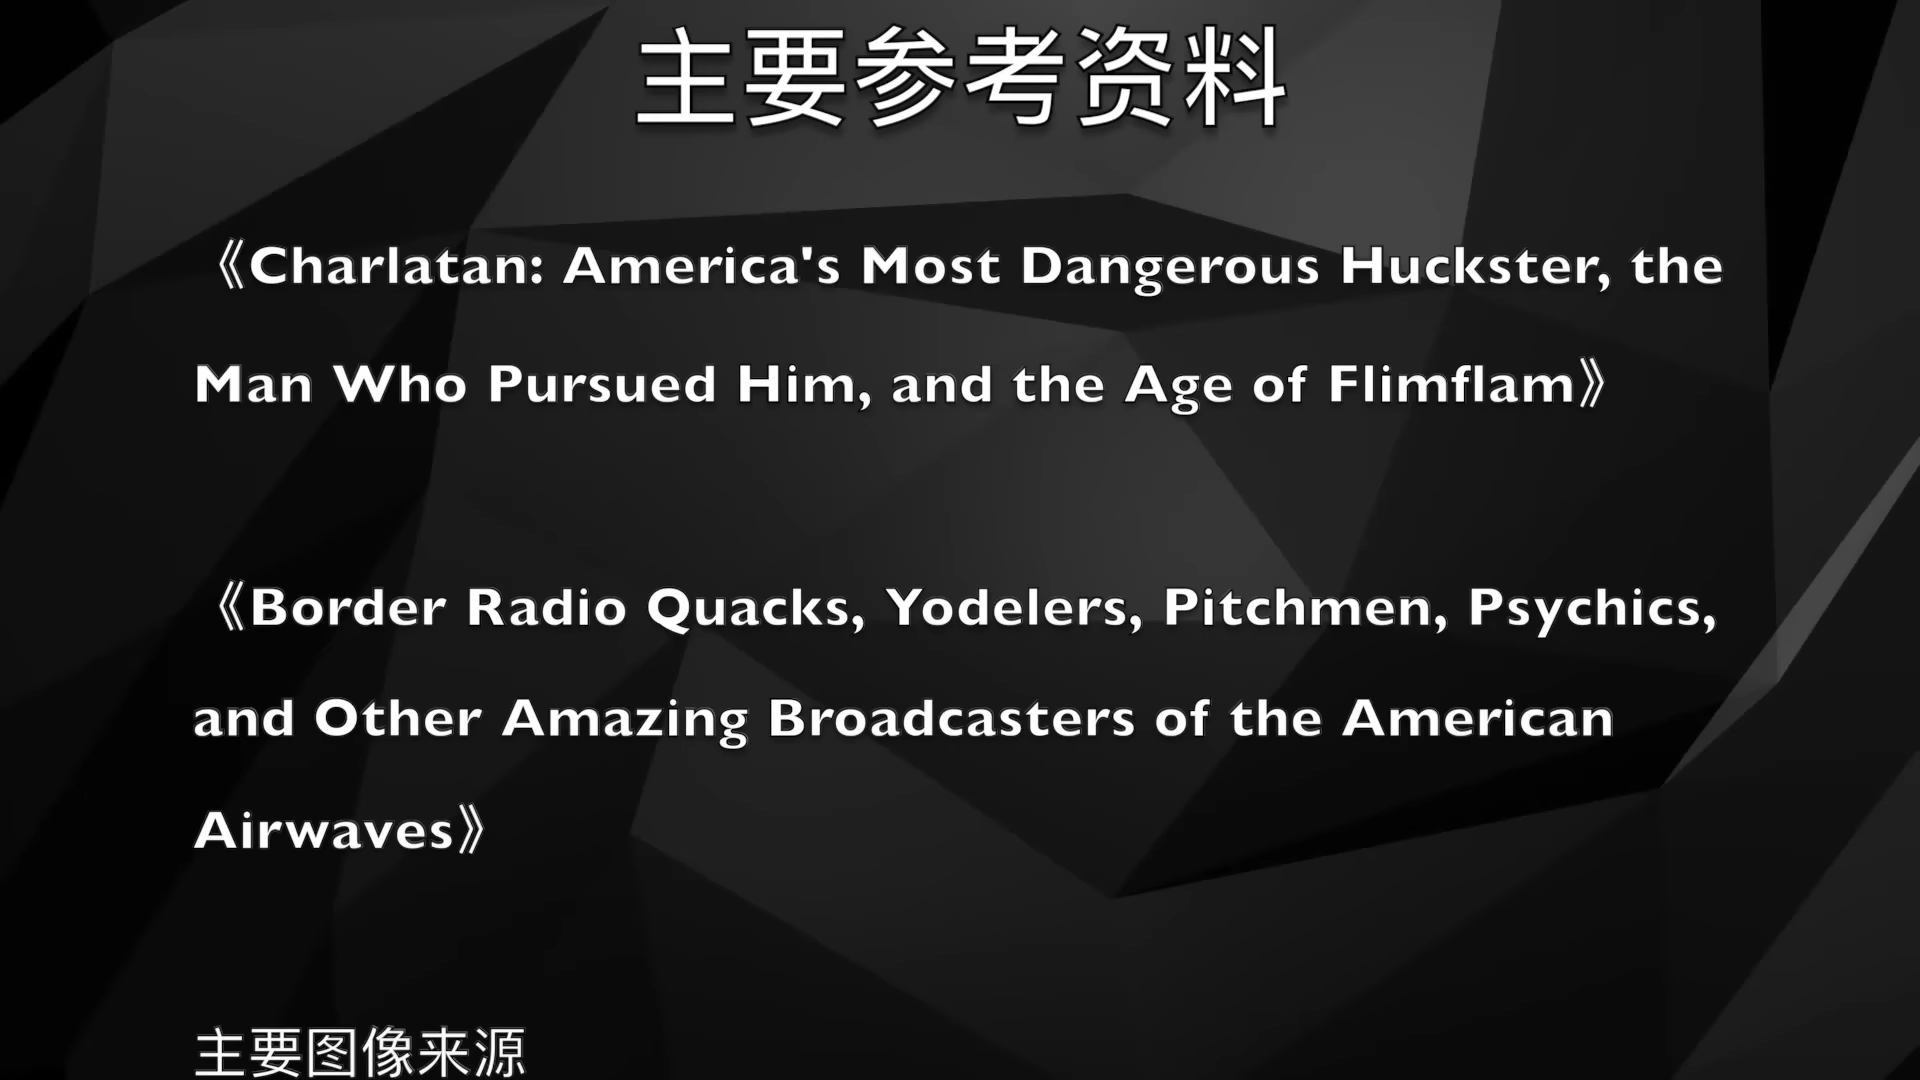 主要参考资料
《Charlatan: America's Most Dangerous Huckster, the
Man Who Pursued Him, and the Age of Flimflam》
《Border Radio Quacks, Yodelers, Pitchmen, Psychics,
and Other Amazing Broadcasters of the American
Airwaves》
主要图像来源